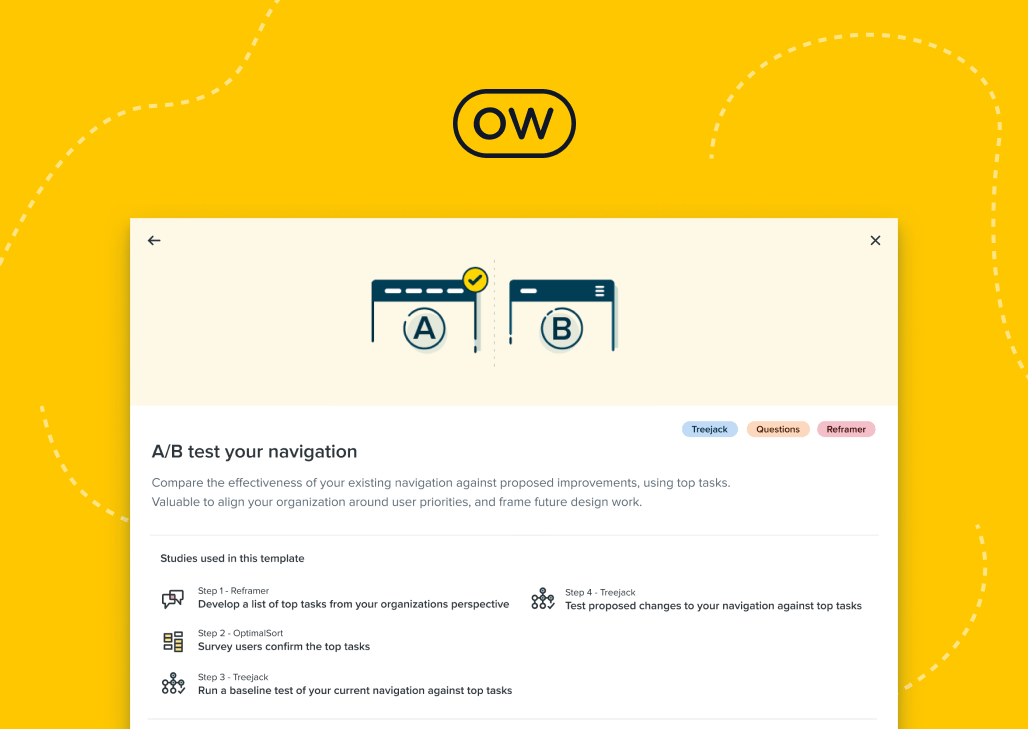 OW
A
B
Treejack
Questions
Reframer
A/B test your navigation
Compare the effectiveness of your existing navigation against proposed improvements, using top tasks.
Valuable to align your organization around user priorities, and frame future design work.
Studies used in this template
Step 1 - Reframer
Develop a list of top tasks from your organizations perspective
Step 2 - OptimalSort
Survey users confirm the top tasks
Step 3 - Treejack
Run a baseline test of your current navigation against top tasks
Step 4 - Treejack
Test proposed changes to your navigation against top tasks